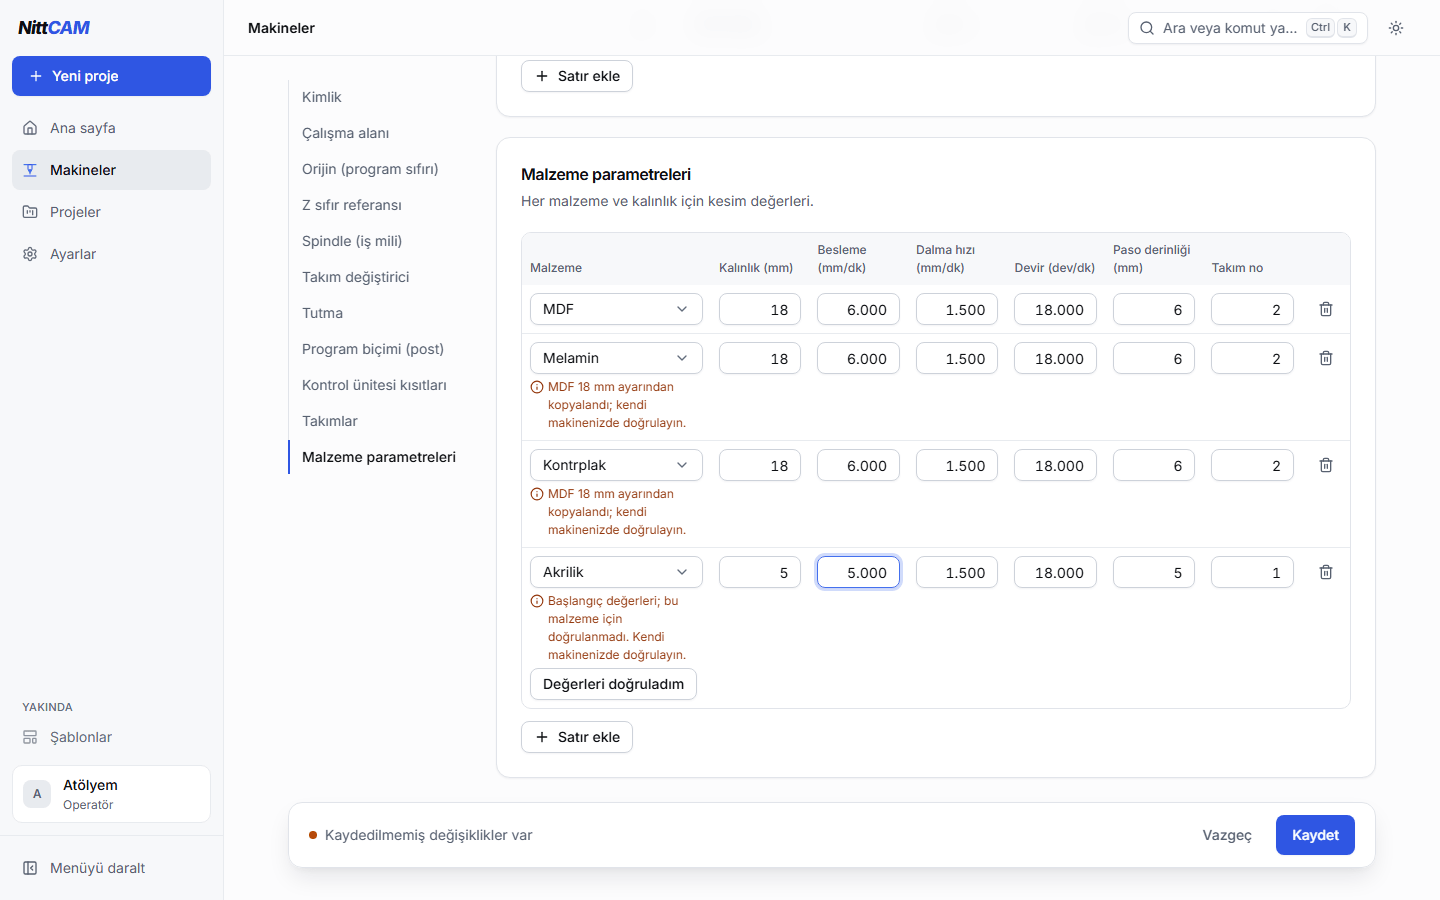 NittCAM
Yeni proje
Ana sayfa
Makineler
Projeler
Ayarlar
YAKINDA
Şablonlar
A
Atölyem
Operatör
Menüyü daralt
Makineler
Ara veya komut ya...
Ctrl
K
Kimlik
Çalışma alanı
Orijin (program sıfırı)
Z sıfır referansı
Spindle (iş mili)
Takım değiştirici
Tutma
Program biçimi (post)
Kontrol ünitesi kısıtları
Takımlar
Malzeme parametreleri
Satır ekle
Malzeme parametreleri
Her malzeme ve kalınlık için kesim değerleri.
Malzeme
Kalınlık (mm)
Besleme
(mm/dk)
Dalma hızı
(mm/dk)
Devir (dev/dk)
Paso derinliği
(mm)
Takım no
MDF 18 6.000 1.500 18.000 6 2
Melamin 18 6.000 1.500 18.000 6 2
MDF 18 mm ayarından
kopyalandı; kendi
makinenizde doğrulayın.
Kontrplak 18 6.000 1.500 18.000 6 2
MDF 18 mm ayarından
kopyalandı; kendi
makinenizde doğrulayın.
Akrilik 5 5.000 1.500 18.000 5 1
Başlangıç değerleri; bu
malzeme için
doğrulanmadı. Kendi
makinenizde doğrulayın.
Değerleri doğruladım
Satır ekle
Kaydedilmemiş değişiklikler var
Vazgeç
Kaydet